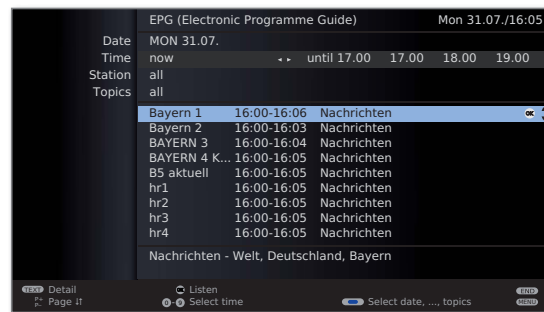 EPG (Electronic Programme Guide) Mon 31.07./16:05
Date MON 31.07.
Time now ◂ ▸ until 17.00 17.00 18.00 19.00
Station all
Topics all
Bayern 1 16:00-16:06 Nachrichten OK
Bayern 2 16:00-16:03 Nachrichten
BAYERN 3 16:00-16:04 Nachrichten
BAYERN 4 K... 16:00-16:05 Nachrichten
B5 aktuell 16:00-16:05 Nachrichten
hr1 16:00-16:05 Nachrichten
hr2 16:00-16:05 Nachrichten
hr3 16:00-16:05 Nachrichten
hr4 16:00-16:05 Nachrichten
Nachrichten - Welt, Deutschland, Bayern
TEXT Detail OK Listen END
P+ P- Page ↓↑ 0-9 Select time Select date, ..., topics MENU